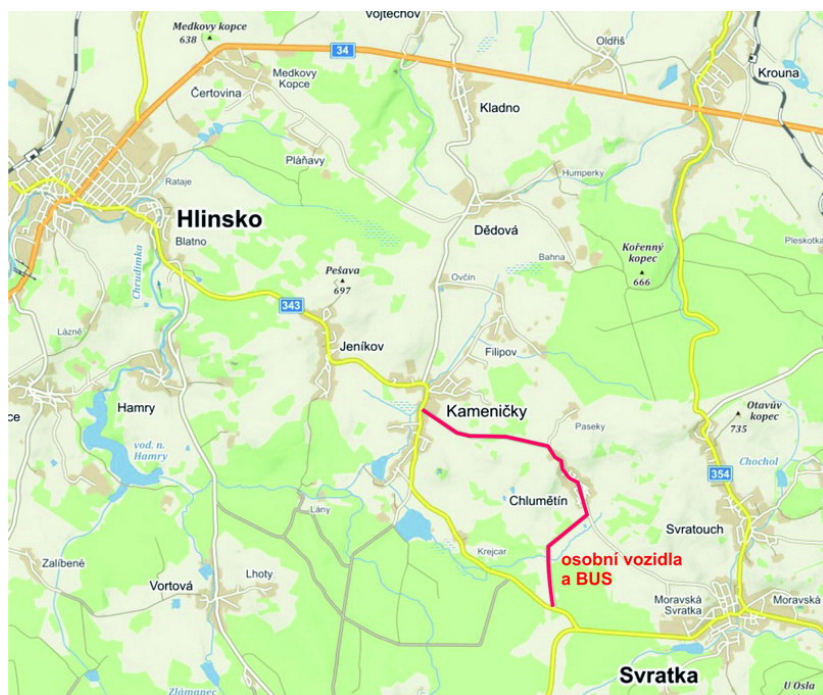 Vojtěchov
Medkovy kopce
638
34
Oldřiš
Krouna
Medkovy
Kopce
Čertovina
Kladno
Pláňavy
Humperky
Rataje
Hlinsko
Dědová
Blatno
Kořenný
kopec
666
Pleskotka
Bahna
Chrudimka
Pešava
697
Ovčín
343
Filipov
Jeníkov
Lázně
Kameničky
Hamry
Otavův
kopec
735
Paseky
vod. n.
Hamry
Chochol
354
Chlumětín
Lány
Svratouch
Krejcar
osobní vozidla
a BUS
Zalíbené
Lhoty
Vortová
Moravská
Svratka
Moravská
Svratka
Zlámanec
U Osla